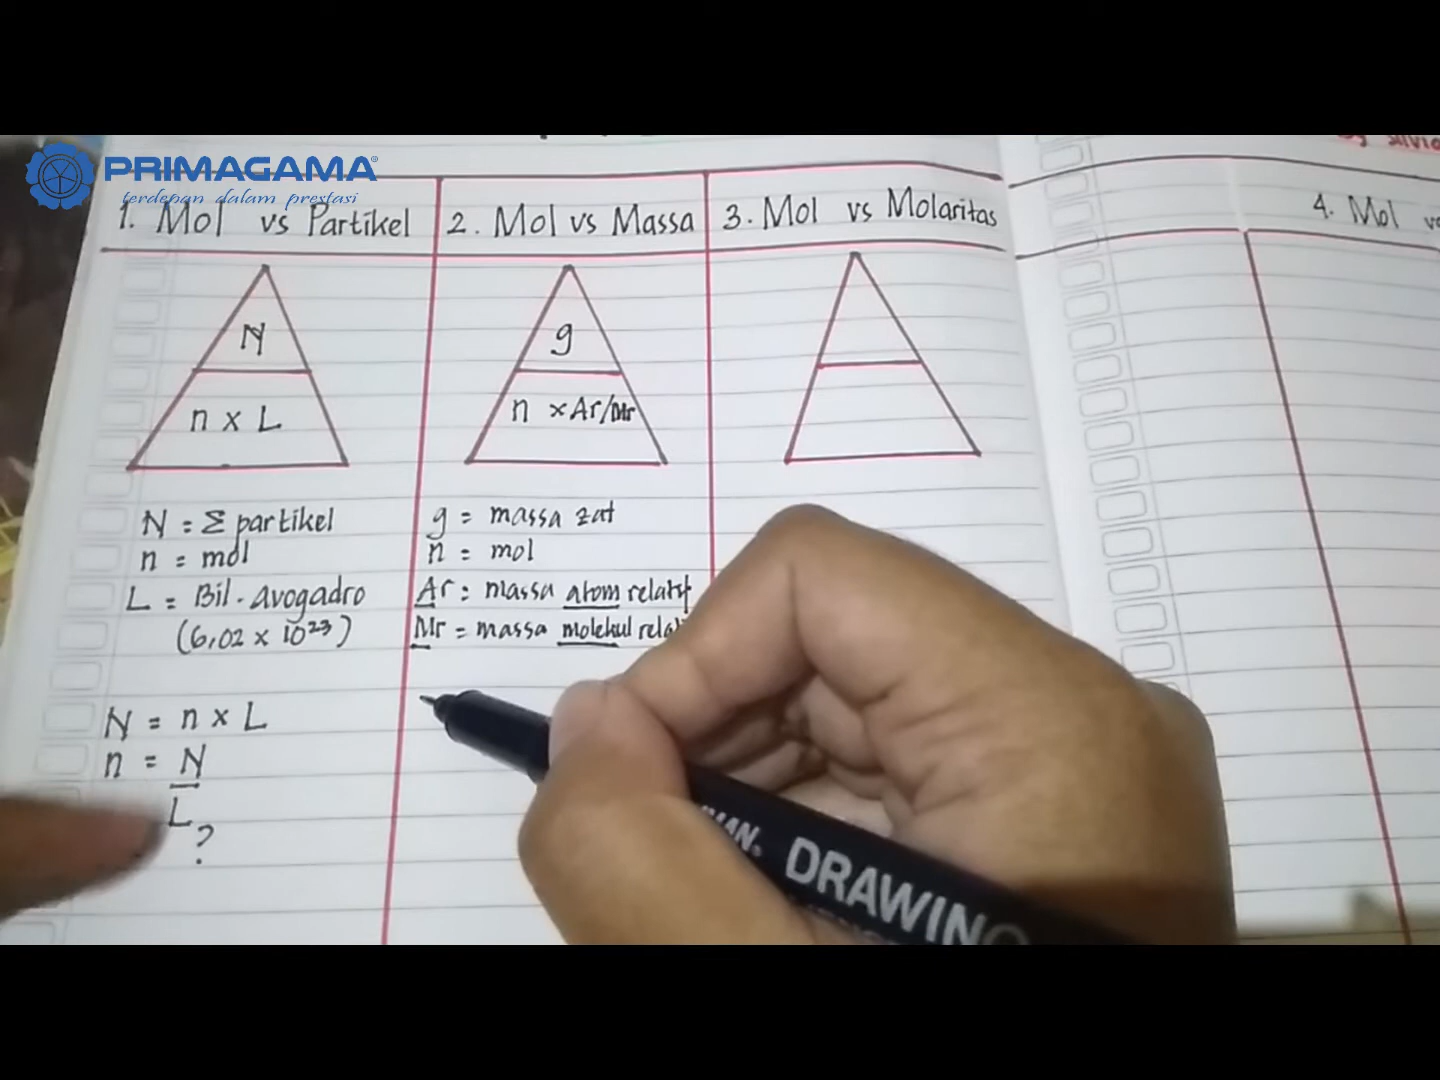 PRIMAGAMA®
terdepan dalam prestasi
1. Mol vs Partikel
N
n x L
N = Σ partikel
n = mol
L = Bil. avogadro
(6,02 x 10²³)
N = n x L
n = N
L
?
2. Mol vs Massa
g
n x Ar/Mr
g = massa zat
n = mol
Ar = massa atom relatif
Mr = massa molekul
3. Mol vs Molaritas
4. Mol
DRAWING